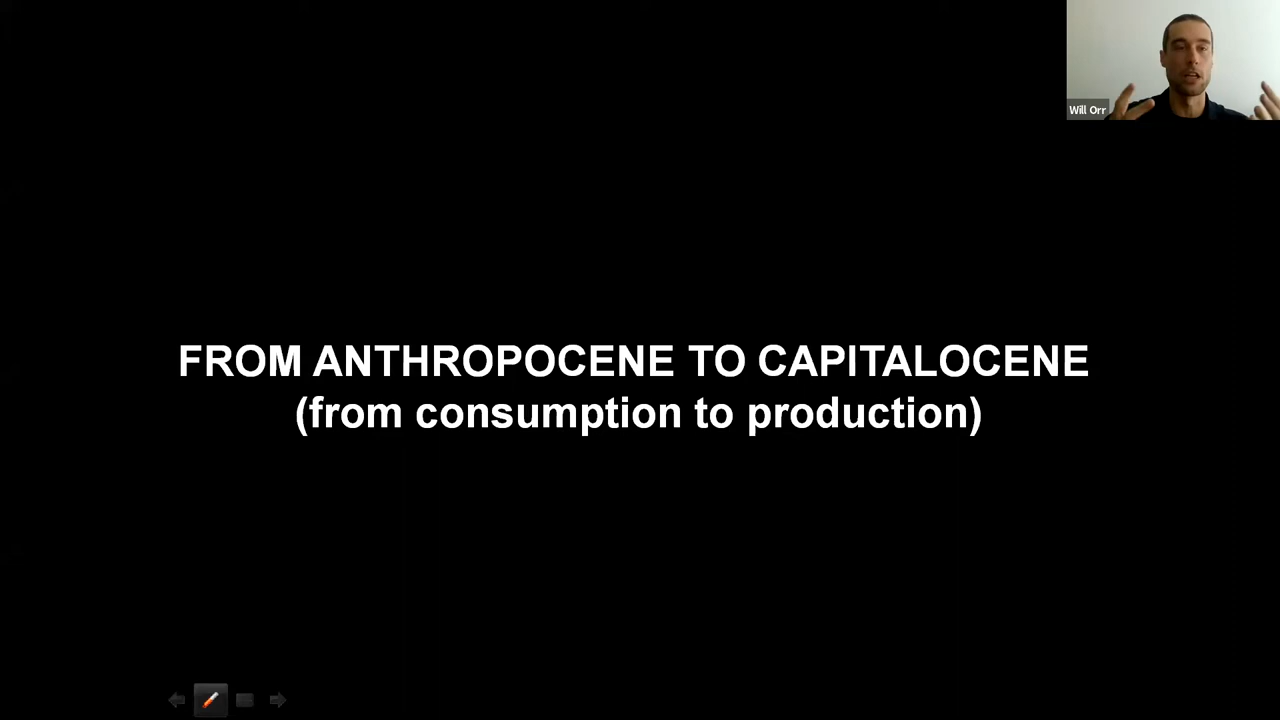 Will Orr
FROM ANTHROPOCENE TO CAPITALOCENE
(from consumption to production)